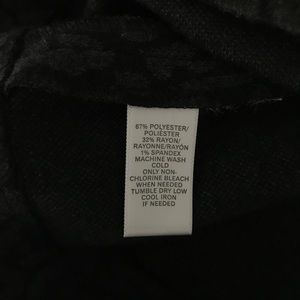 67% POLYESTER/
POLIÉSTER
32% RAYON/
RAYONNE/RAYÓN
1% SPANDEX
MACHINE WASH
COLD
ONLY NON-
CHLORINE BLEACH
WHEN NEEDED
TUMBLE DRY LOW
COOL IRON
IF NEEDED